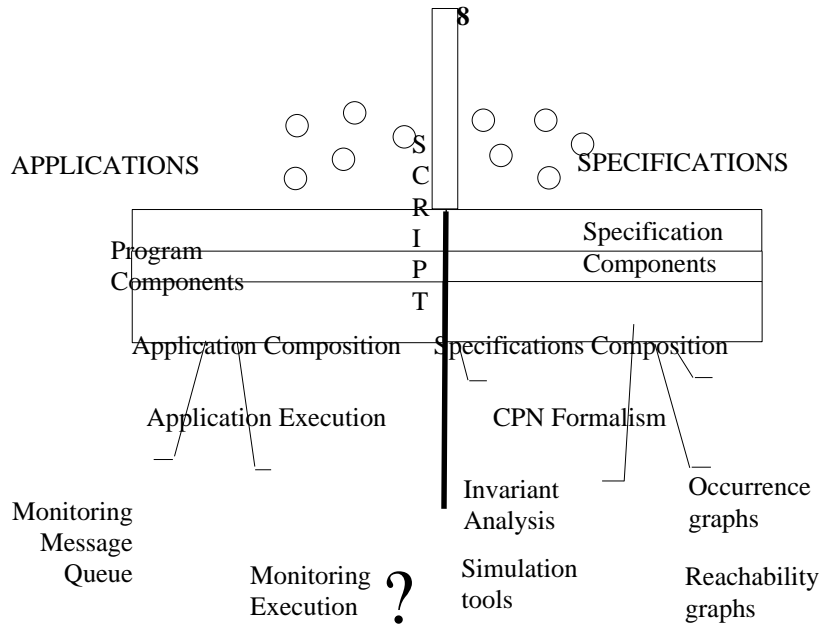 8
APPLICATIONS
SCRIPT
SPECIFICATIONS
Program
Components
Specification
Components
Application Composition
Specifications Composition
Application Execution
CPN Formalism
Monitoring
Message
Queue
Monitoring
Execution
?
Invariant
Analysis
Simulation
tools
Occurrence
graphs
Reachability
graphs